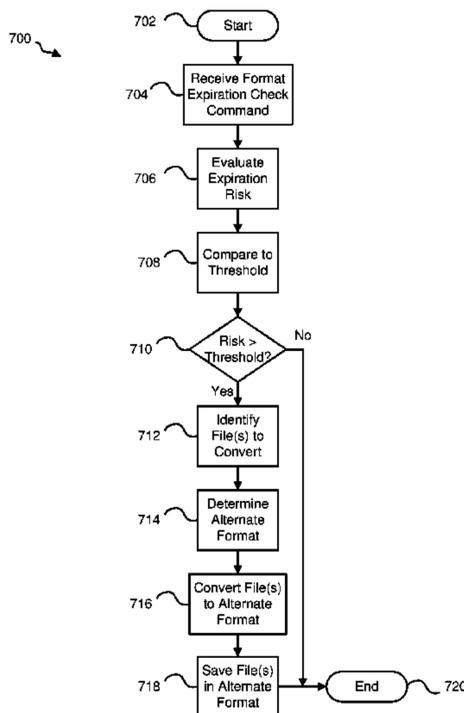 702
Start
700
704
Receive Format
Expiration Check
Command
706
Evaluate
Expiration
Risk
708
Compare to
Threshold
710
Risk >
Threshold?
No
Yes
712
Identify
File(s) to
Convert
714
Determine
Alternate
Format
716
Convert File(s)
to Alternate
Format
718
Save File(s)
in Alternate
Format
End
720